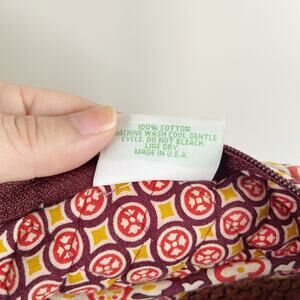 100% COTTON
MACHINE WASH COOL, GENTLE
CYCLE. DO NOT BLEACH.
LINE DRY.
MADE IN U.S.A.